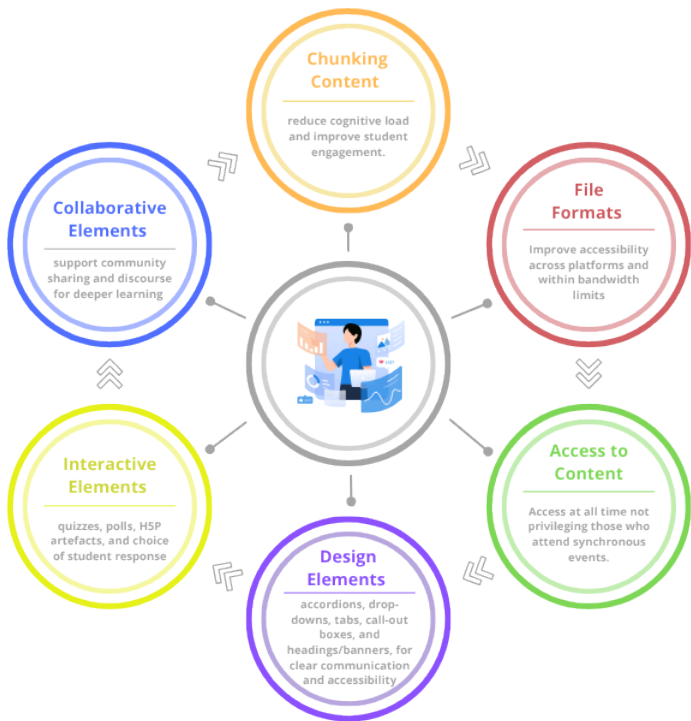 Chunking
Content
reduce cognitive load
and improve student
engagement.
File
Formats
Improve accessibility
across platforms and
within bandwidth
limits
Access to
Content
Access at all time not
privileging those who
attend synchronous
events.
Design
Elements
accordions, drop-
downs, tabs, call-out
boxes, and
headings/banners, for
clear communication
and accessibility
Interactive
Elements
quizzes, polls, H5P
artefacts, and choice
of student response
Collaborative
Elements
support community
sharing and discourse
for deeper learning